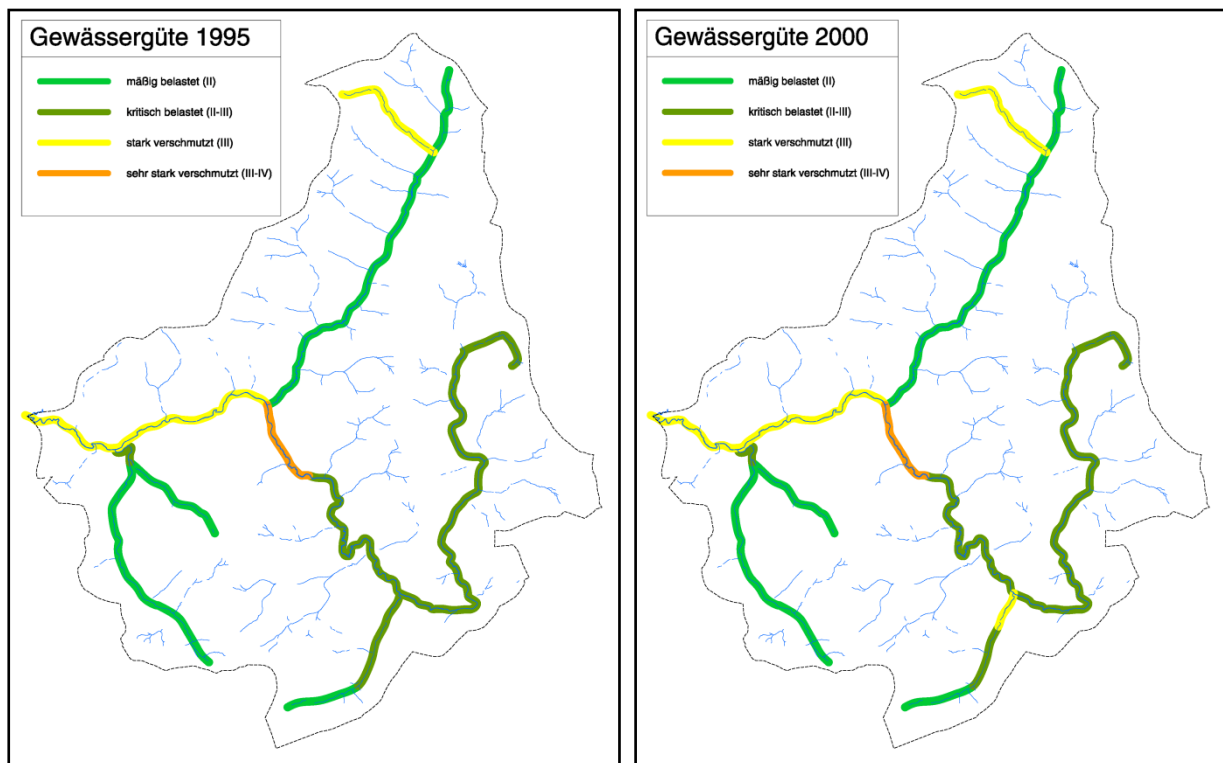 Gewässergüte 1995
mäßig belastet (II)
kritisch belastet (II-III)
stark verschmutzt (III)
sehr stark verschmutzt (III-IV)
Gewässergüte 2000
mäßig belastet (II)
kritisch belastet (II-III)
stark verschmutzt (III)
sehr stark verschmutzt (III-IV)